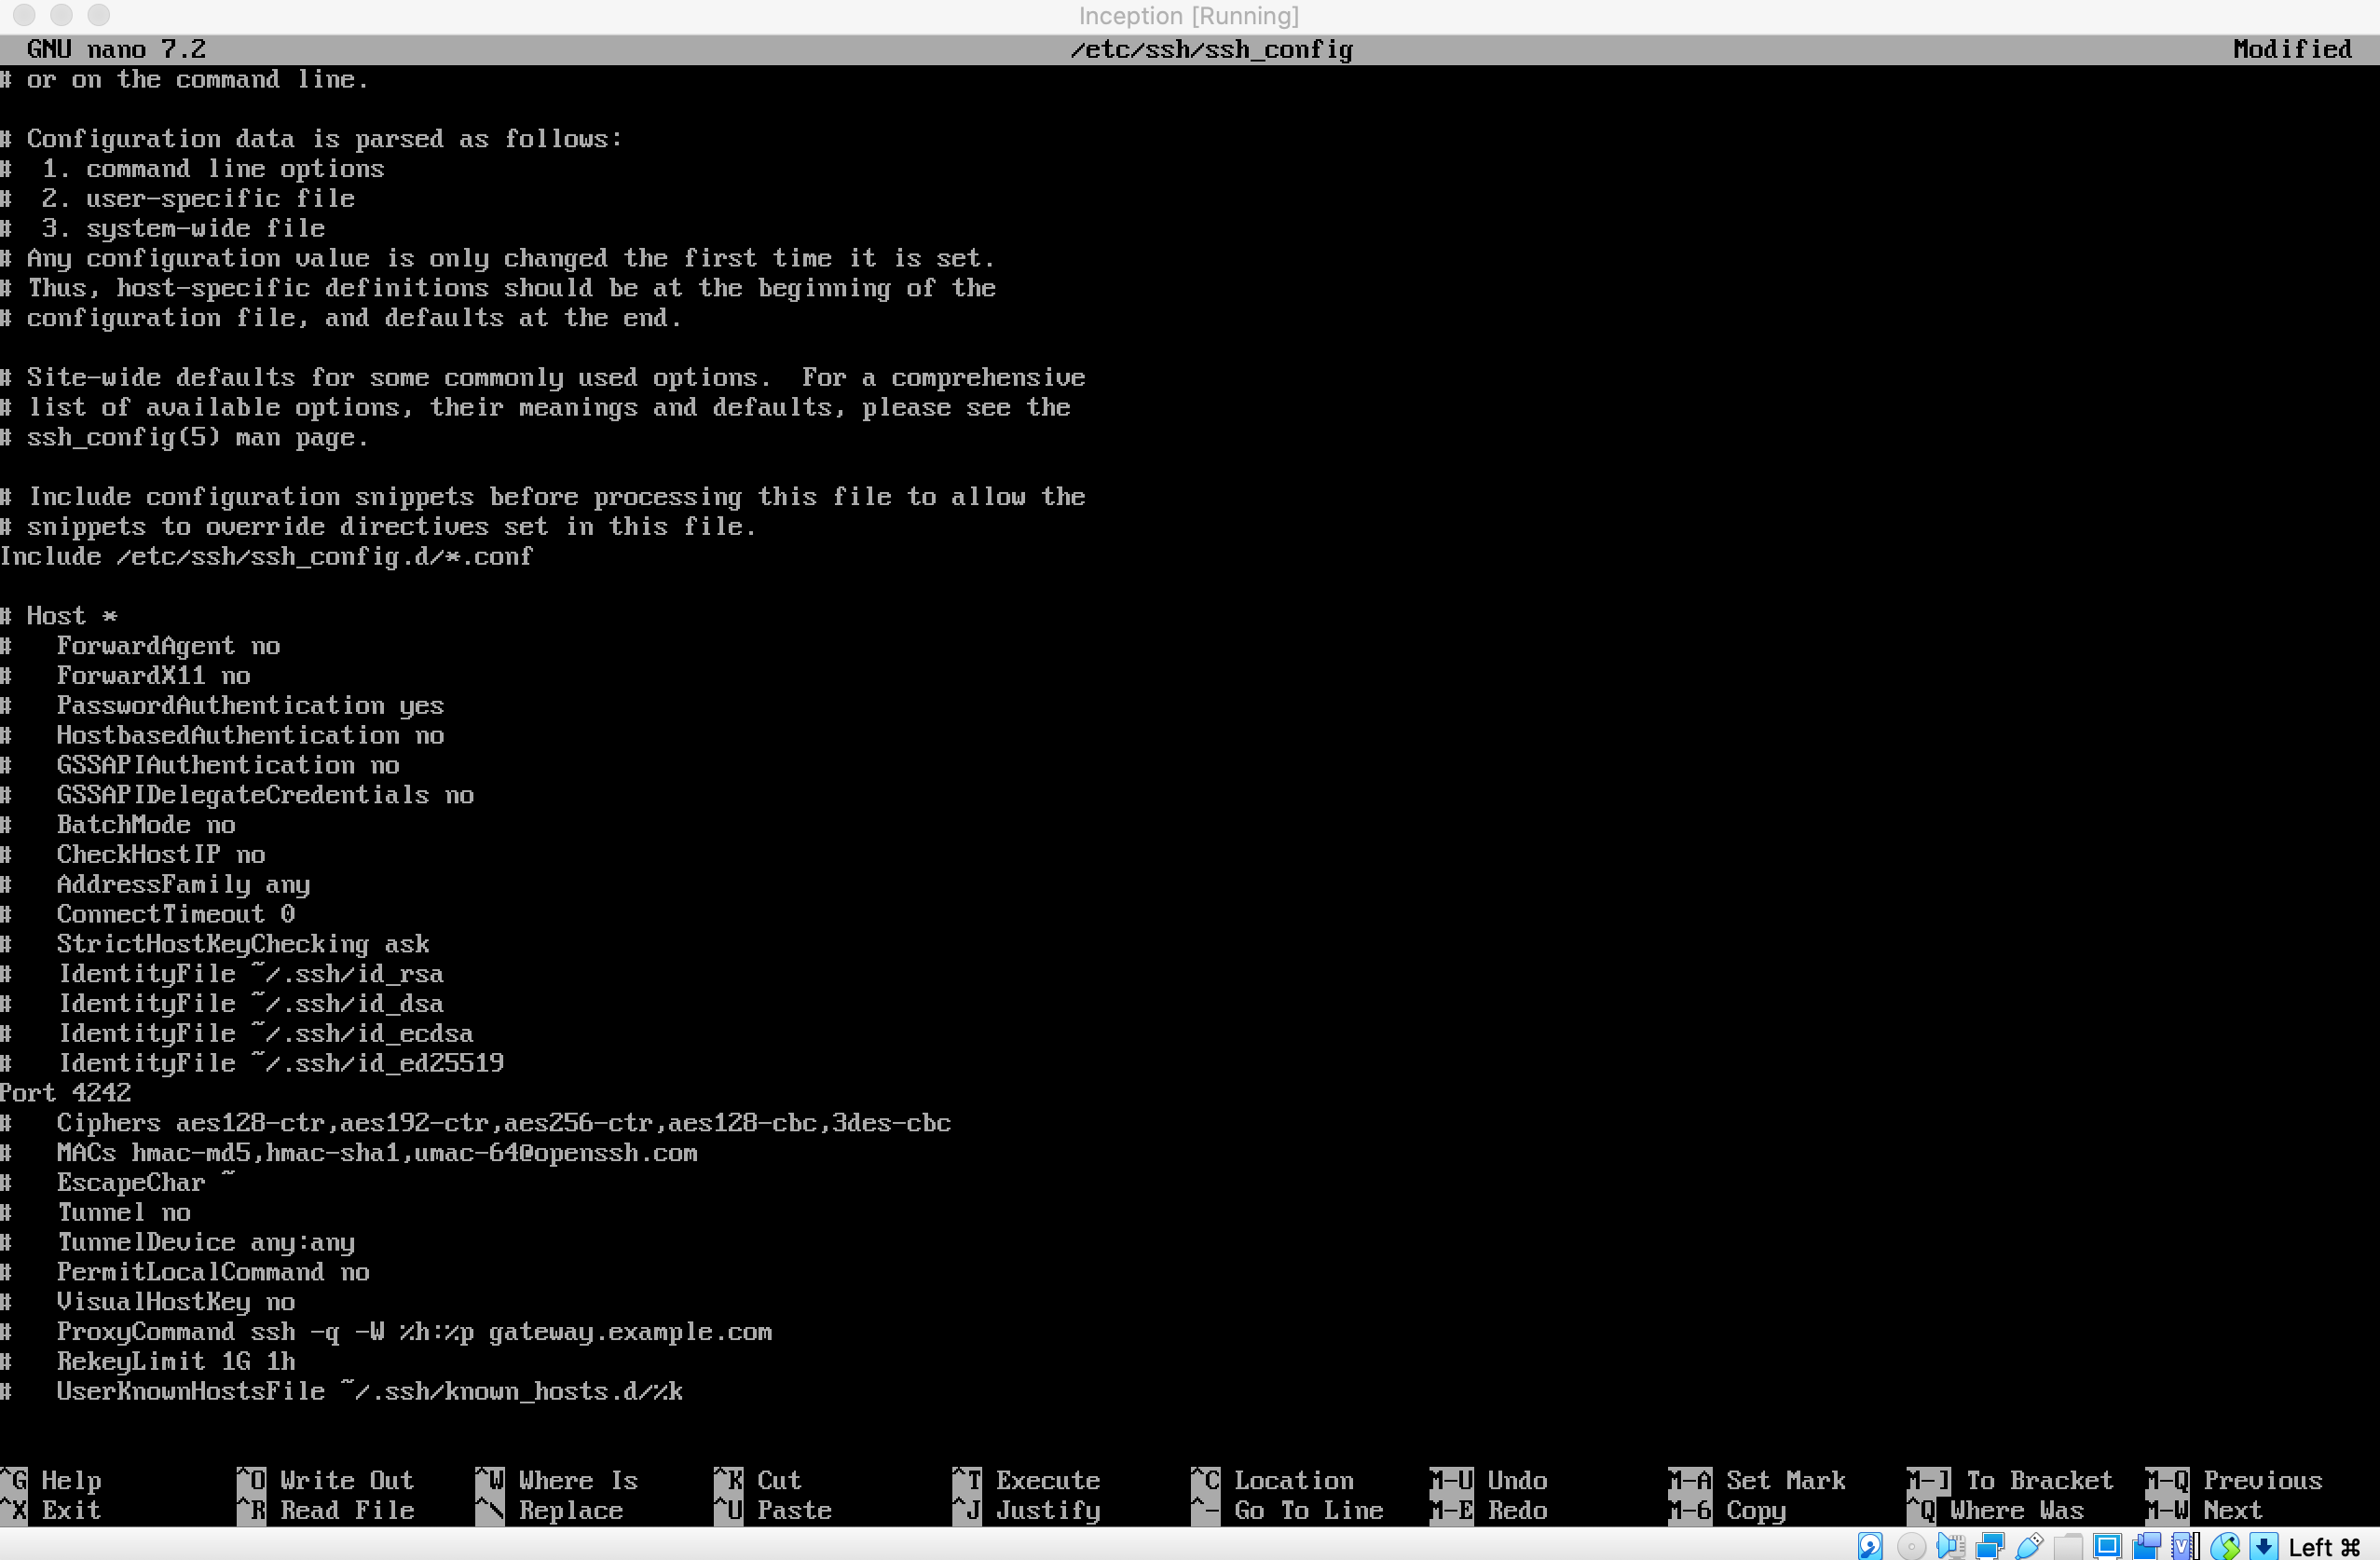 Inception [Running]
GNU nano 7.2 /etc/ssh/ssh_config Modified
# or on the command line.
# Configuration data is parsed as follows:
#  1. command line options
#  2. user-specific file
#  3. system-wide file
# Any configuration value is only changed the first time it is set.
# Thus, host-specific definitions should be at the beginning of the
# configuration file, and defaults at the end.
# Site-wide defaults for some commonly used options.  For a comprehensive
# list of available options, their meanings and defaults, please see the
# ssh_config(5) man page.
# Include configuration snippets before processing this file to allow the
# snippets to override directives set in this file.
Include /etc/ssh/ssh_config.d/*.conf
# Host *
#   ForwardAgent no
#   ForwardX11 no
#   PasswordAuthentication yes
#   HostbasedAuthentication no
#   GSSAPIAuthentication no
#   GSSAPIDelegateCredentials no
#   BatchMode no
#   CheckHostIP no
#   AddressFamily any
#   ConnectTimeout 0
#   StrictHostKeyChecking ask
#   IdentityFile ~/.ssh/id_rsa
#   IdentityFile ~/.ssh/id_dsa
#   IdentityFile ~/.ssh/id_ecdsa
#   IdentityFile ~/.ssh/id_ed25519
Port 4242
#   Ciphers aes128-ctr,aes192-ctr,aes256-ctr,aes128-cbc,3des-cbc
#   MACs hmac-md5,hmac-sha1,umac-64@openssh.com
#   EscapeChar ~
#   Tunnel no
#   TunnelDevice any:any
#   PermitLocalCommand no
#   VisualHostKey no
#   ProxyCommand ssh -q -W %h:%p gateway.example.com
#   RekeyLimit 1G 1h
#   UserKnownHostsFile ~/.ssh/known_hosts.d/%k
^G Help ^O Write Out ^W Where Is ^K Cut ^T Execute ^C Location M-U Undo M-A Set Mark M-] To Bracket M-Q Previous
^X Exit ^R Read File ^\ Replace ^U Paste ^J Justify ^- Go To Line M-E Redo M-6 Copy ^Q Where Was M-W Next
Left ⌘